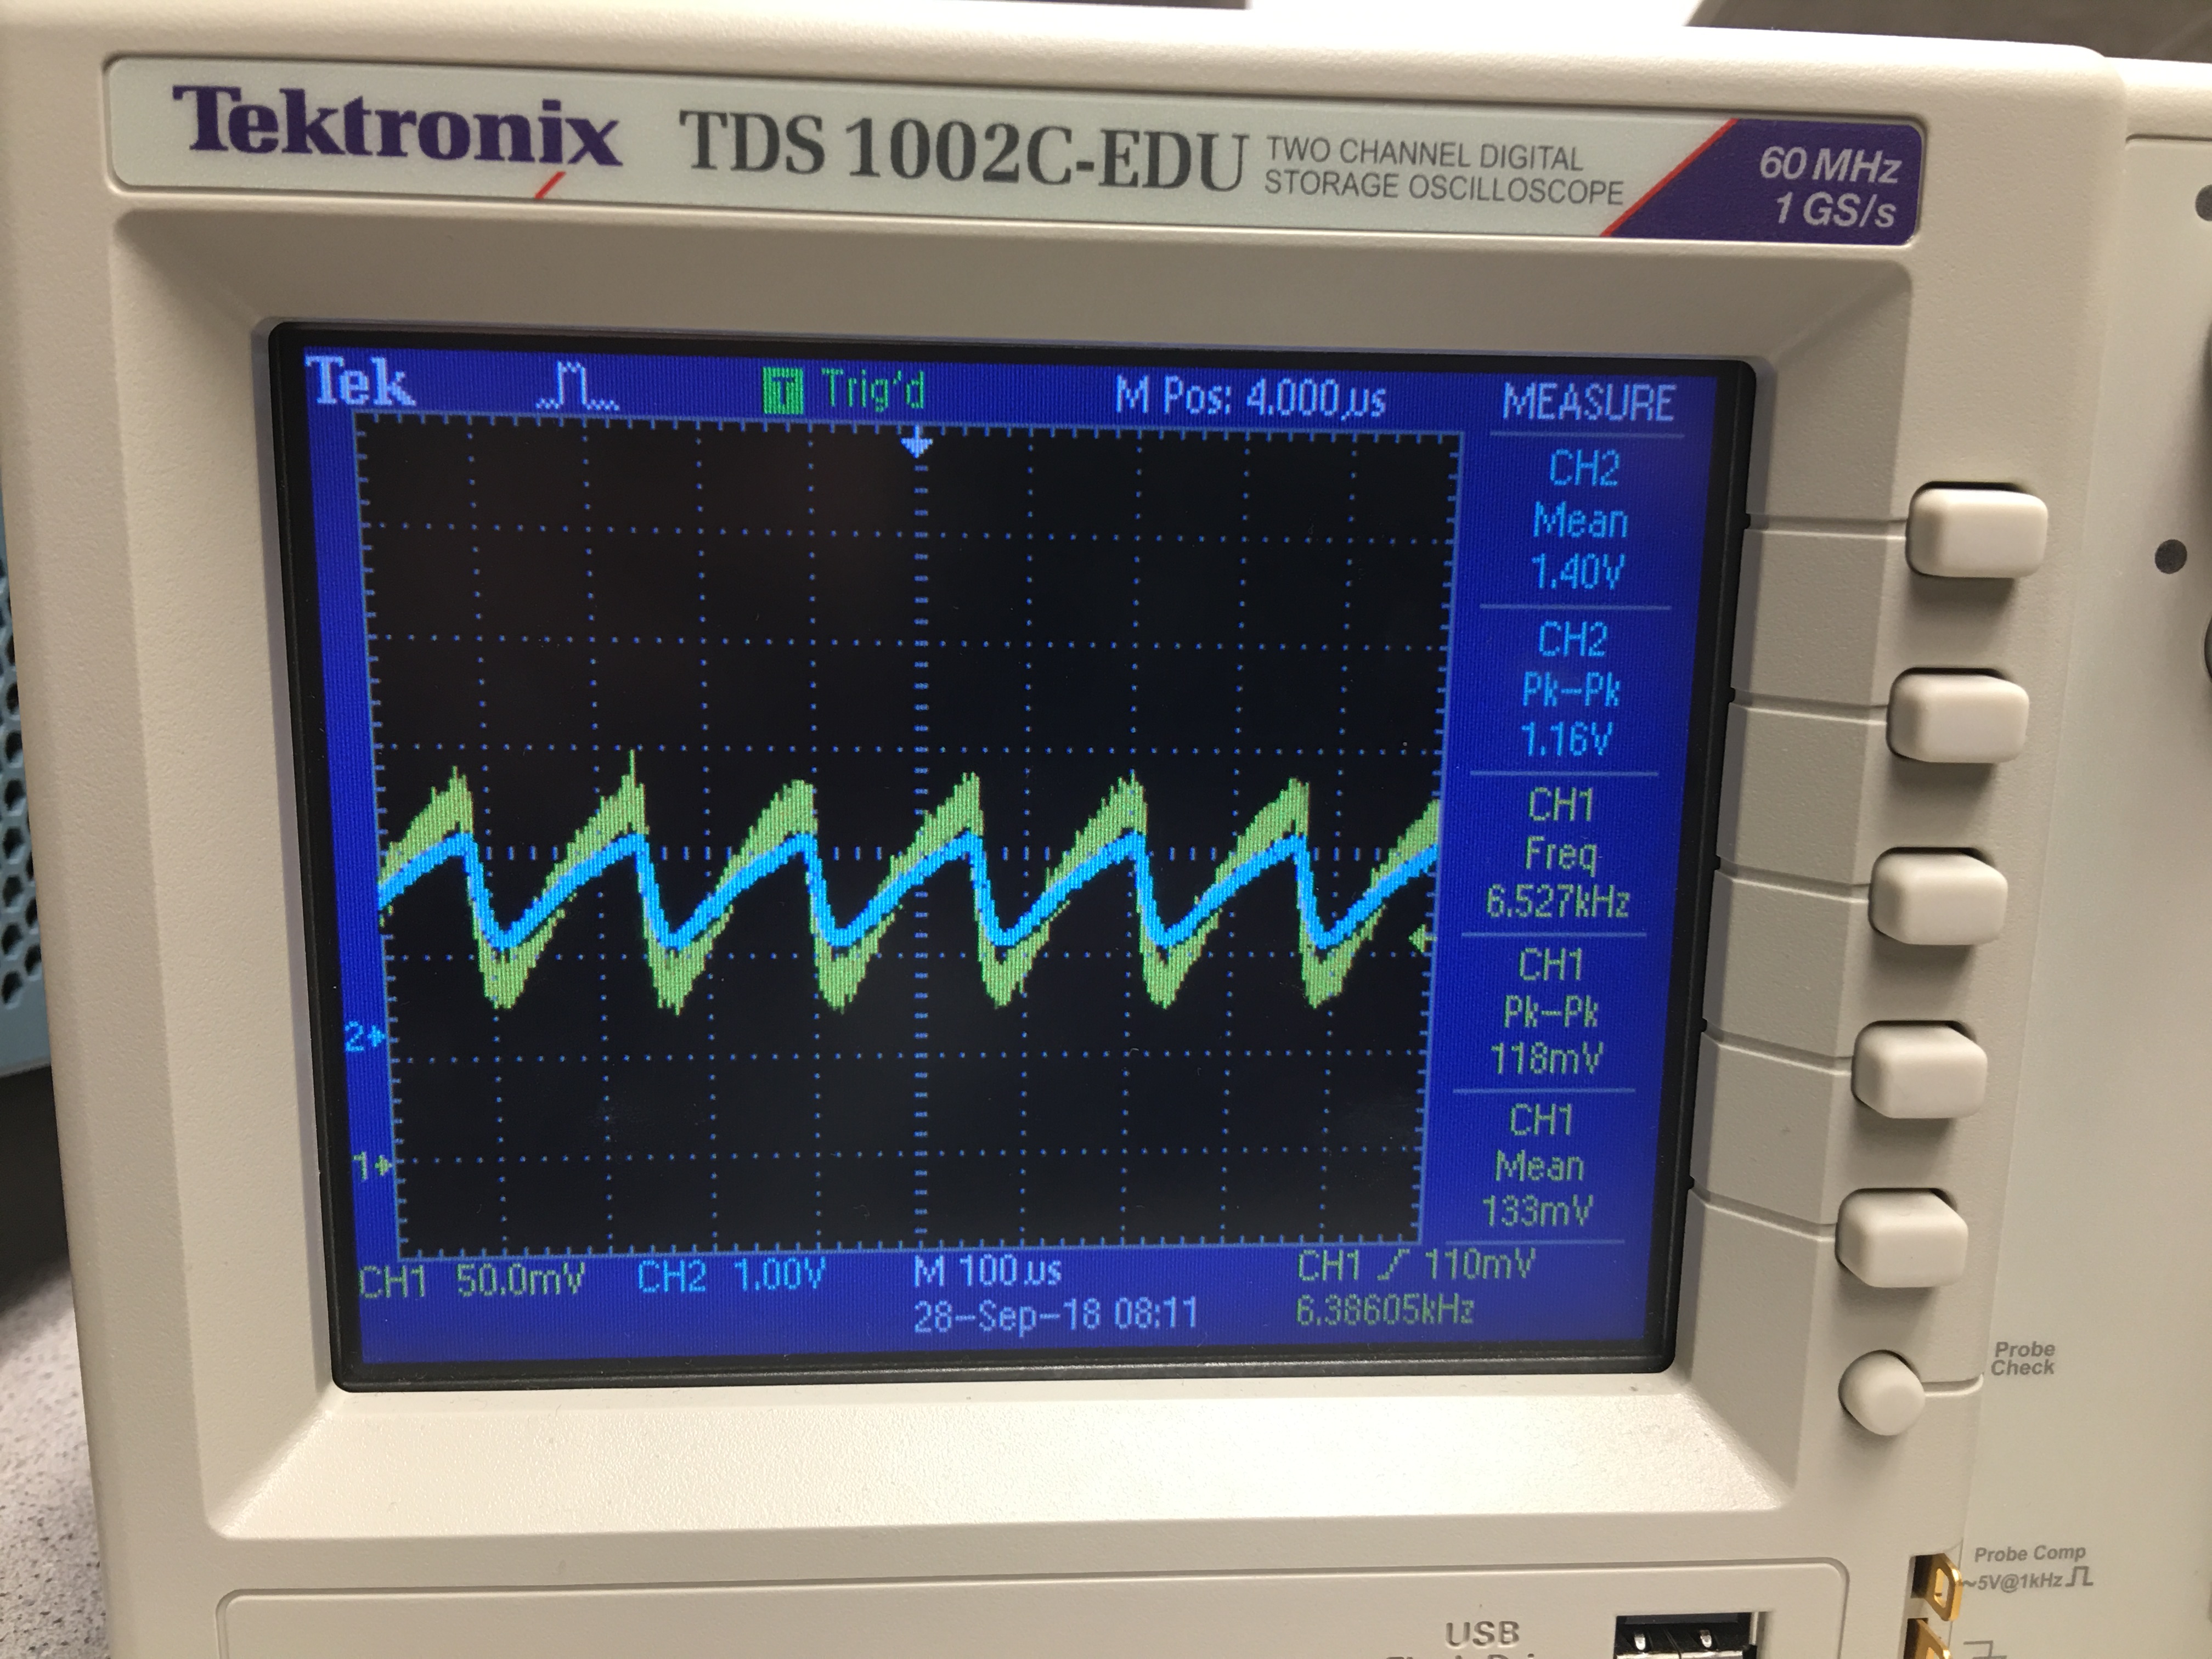 Tektronix TDS 1002C-EDU TWO CHANNEL DIGITAL STORAGE OSCILLOSCOPE
60 MHz
1 GS/s
Tek T Trig'd M Pos: 4.000µs MEASURE
CH2
Mean
1.40V
CH2
Pk-Pk
1.16V
CH1
Freq
6.527kHz
CH1
Pk-Pk
118mV
CH1
Mean
133mV
2
1
CH1 50.0mV CH2 1.00V M 100µs CH1 110mV
28-Sep-18 08:11 6.38605kHz
Probe
Check
Probe Comp
~5V@1kHz
USB